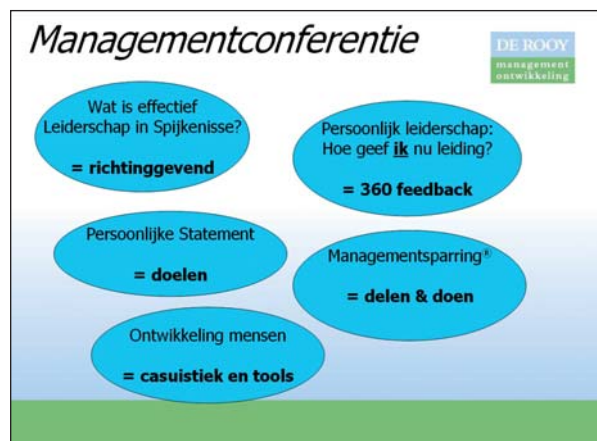 Managementconferentie
DE ROOY
management
ontwikkeling
Wat is effectief
Leiderschap in Spijkenisse?
= richtinggevend
Persoonlijk leiderschap:
Hoe geef ik nu leiding?
= 360 feedback
Persoonlijke Statement
= doelen
Managementsparring®
= delen & doen
Ontwikkeling mensen
= casuistiek en tools